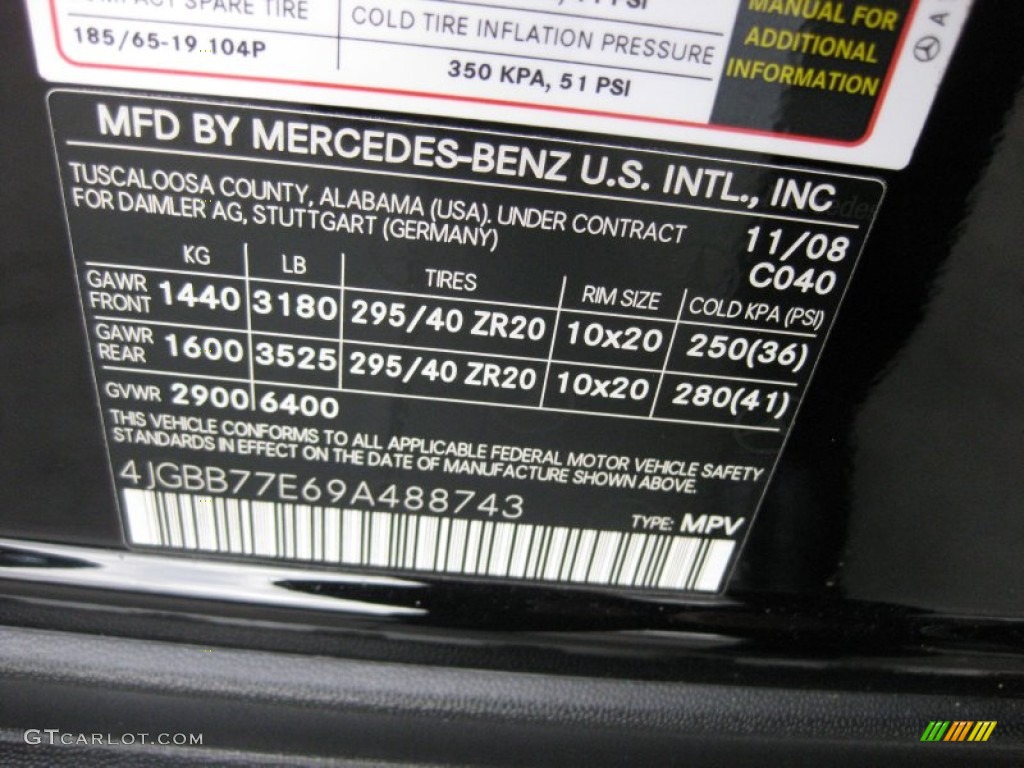 SPARE TIRE
185/65-19 104P
COLD TIRE INFLATION PRESSURE
350 KPA, 51 PSI
MANUAL FOR
ADDITIONAL
INFORMATION
MFD BY MERCEDES-BENZ U.S. INTL., INC
TUSCALOOSA COUNTY, ALABAMA (USA). UNDER CONTRACT
FOR DAIMLER AG, STUTTGART (GERMANY)
11/08
C040
KG LB TIRES RIM SIZE COLD KPA (PSI)
GAWR FRONT 1440 3180 295/40 ZR20 10x20 250(36)
GAWR REAR 1600 3525 295/40 ZR20 10x20 280(41)
GVWR 2900 6400
THIS VEHICLE CONFORMS TO ALL APPLICABLE FEDERAL MOTOR VEHICLE SAFETY
STANDARDS IN EFFECT ON THE DATE OF MANUFACTURE SHOWN ABOVE.
4JGBB77E69A488743
TYPE: MPV
GTCarLot.com